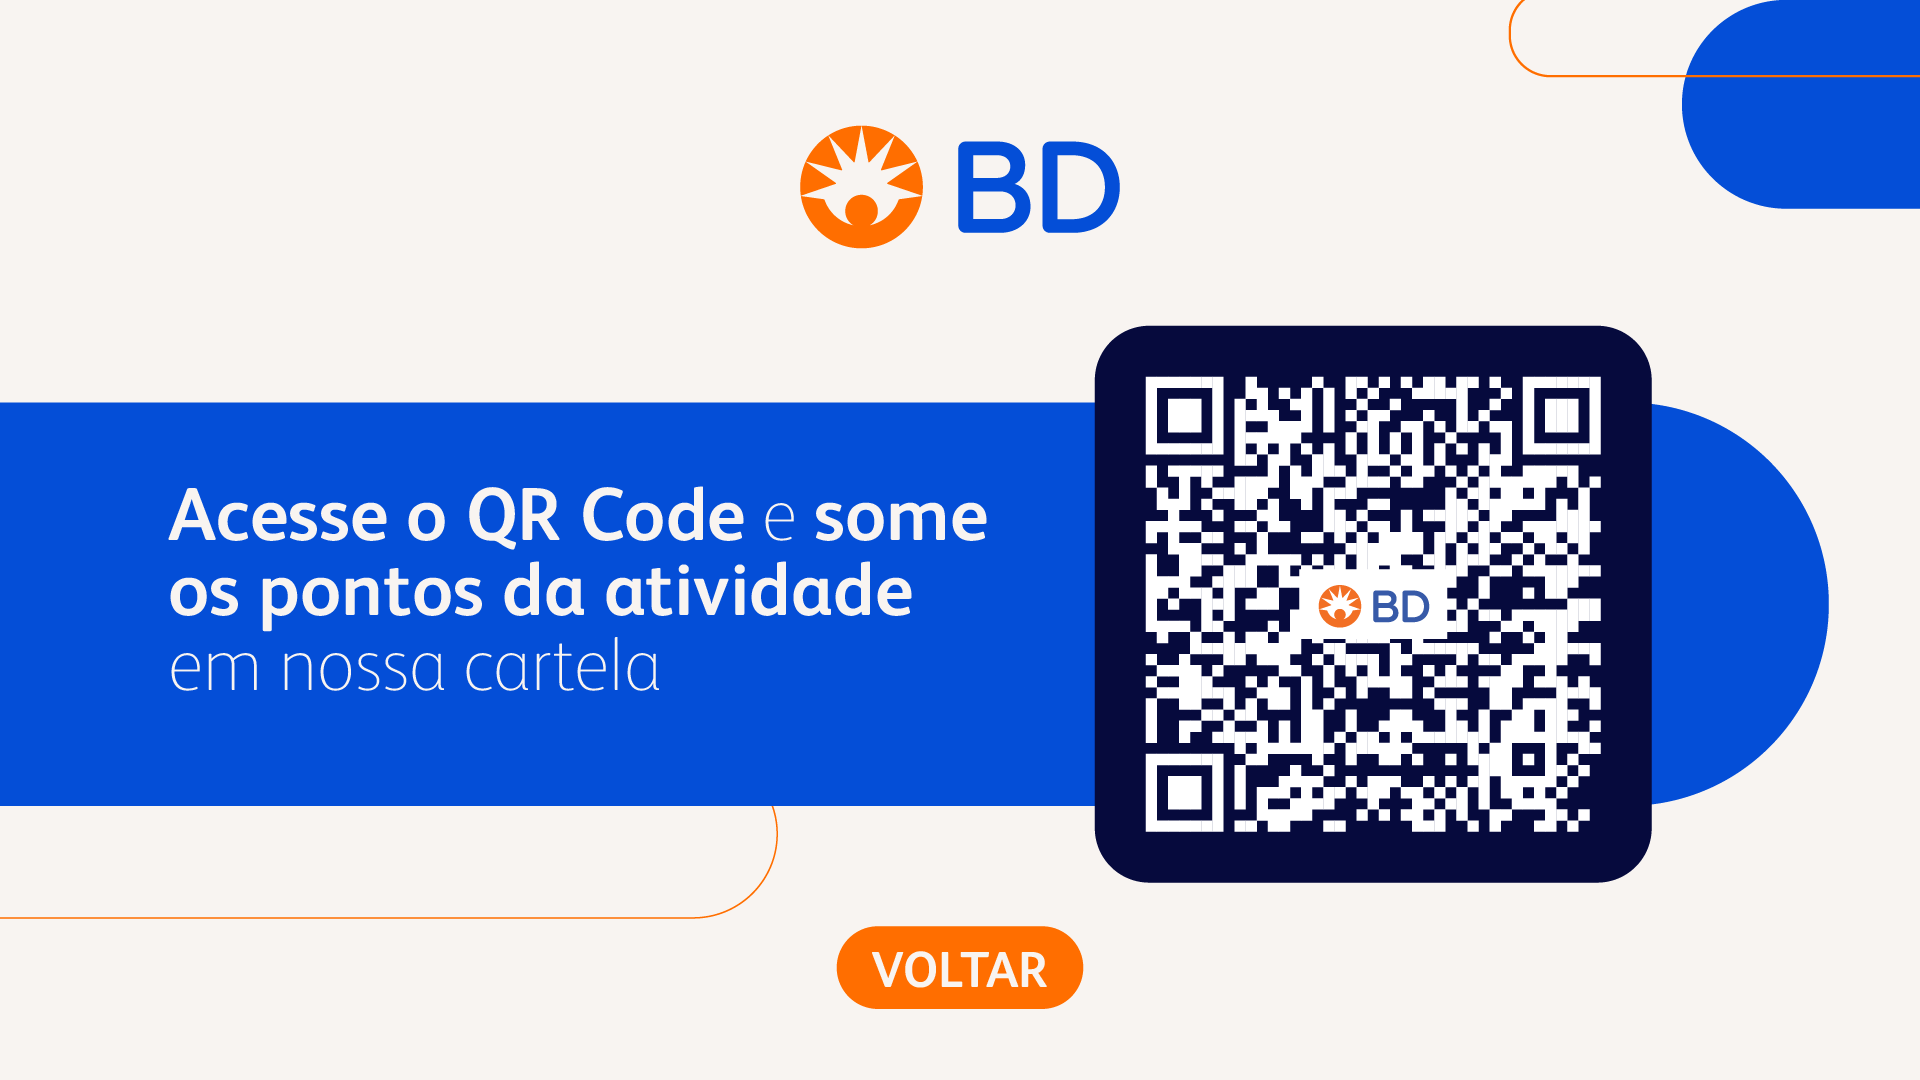 BD
Acesse o QR Code e some
os pontos da atividade
em nossa cartela
BD
VOLTAR